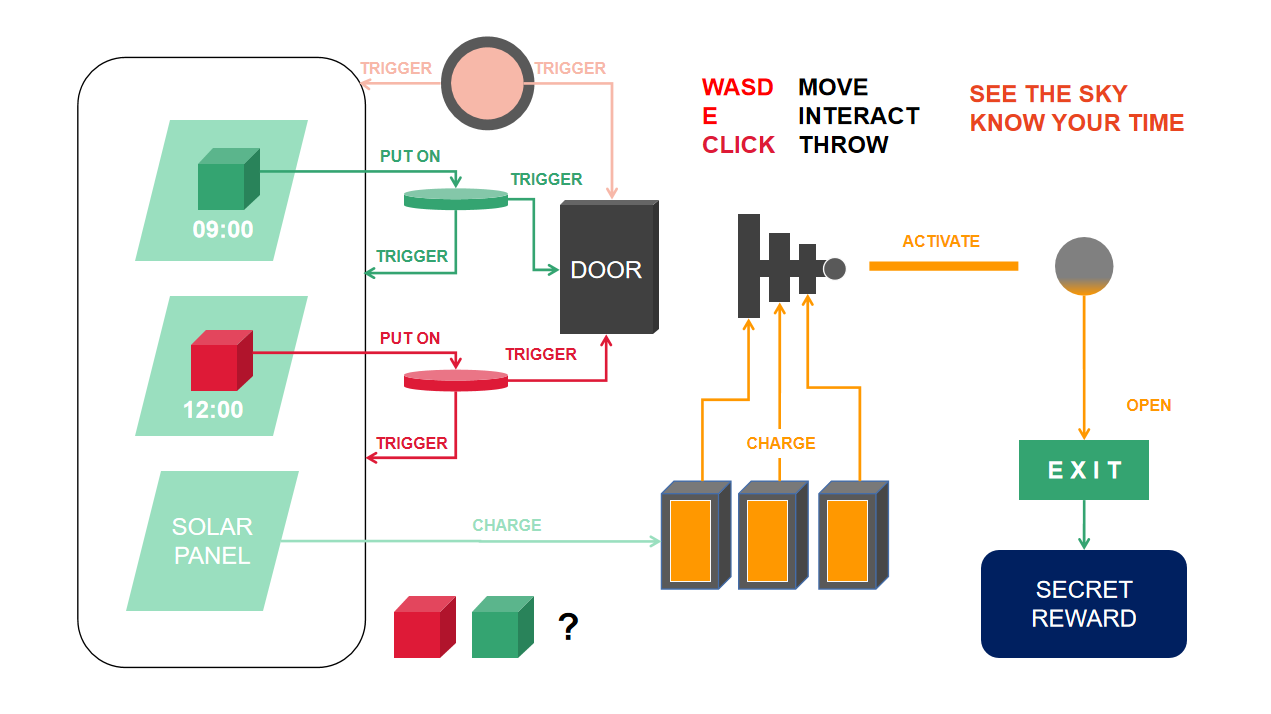 TRIGGER
TRIGGER
WASD MOVE
E INTERACT
CLICK THROW
SEE THE SKY
KNOW YOUR TIME
PUT ON
TRIGGER
09:00
TRIGGER
DOOR
ACTIVATE
PUT ON
TRIGGER
12:00
OPEN
TRIGGER
CHARGE
EXIT
SOLAR
PANEL
CHARGE
SECRET
REWARD
?